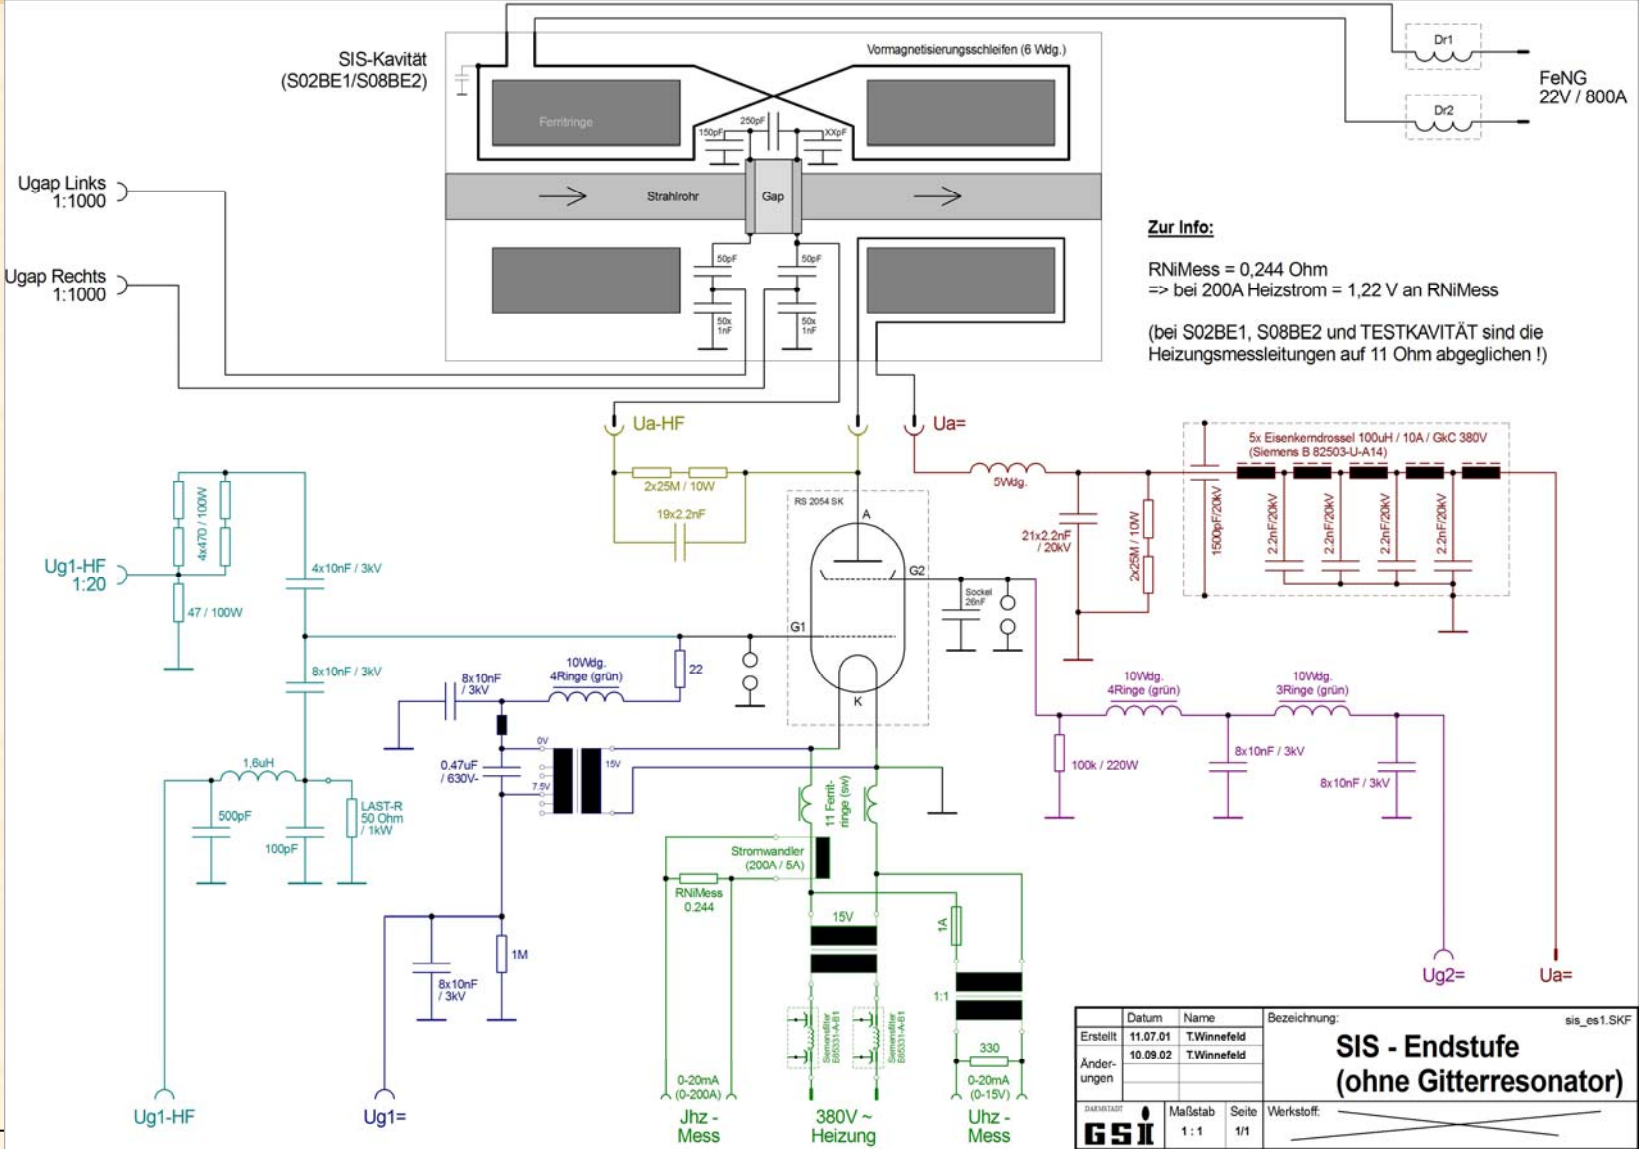 SIS-Kavität
(S02BE1/S08BE2)
Vormagnetisierungsschleifen (6 Wdg.)
Ferritringe
150pF
250pF
XXpF
Strahlrohr
Gap
50pF
50pF
50x
1nF
50x
1nF
Dr1
Dr2
FeNG
22V / 800A
Ugap Links
1:1000
Ugap Rechts
1:1000
Zur Info:
RNiMess = 0,244 Ohm
=> bei 200A Heizstrom = 1,22 V an RNiMess
(bei S02BE1, S08BE2 und TESTKAVITÄT sind die
Heizungsmessleitungen auf 11 Ohm abgeglichen !)
Ua-HF
Ua=
2x25M / 10W
19x2.2nF
5Wdg.
21x2.2nF
/ 20kV
2x25M / 10W
5x Eisenkerndrossel 100uH / 10A / GkC 380V
(Siemens B 82503-U-A14)
1500pF/20kV
2.2nF/20kV
2.2nF/20kV
2.2nF/20kV
2.2nF/20kV
RS 2054 SK
A
G2
G1
K
Sockel
26nF
4x470 / 100W
Ug1-HF
1:20
47 / 100W
4x10nF / 3kV
8x10nF / 3kV
8x10nF
/ 3kV
10Wdg.
4Ringe (grün)
22
0V
7.5V
15V
0.47uF
/ 630V-
1,6uH
500pF
100pF
LAST-R
50 Ohm
/ 1kW
11 Ferrit-
ringe (sw)
Stromwandler
(200A / 5A)
RNiMess
0.244
15V
1A
1:1
330
1M
8x10nF
/ 3kV
10Wdg.
4Ringe (grün)
10Wdg.
3Ringe (grün)
100k / 220W
8x10nF / 3kV
8x10nF / 3kV
Ug2=
Ua=
Ug1-HF
Ug1=
0-20mA
(0-200A)
Jhz -
Mess
380V ~
Heizung
0-20mA
(0-15V)
Uhz -
Mess
Datum
Name
Erstellt
11.07.01
T.Winnefeld
Änder-
ungen
10.09.02
T.Winnefeld
Bezeichnung:
sis_es1.SKF
SIS - Endstufe
(ohne Gitterresonator)
DARMSTADT
GSI
Maßstab
1 : 1
Seite
1/1
Werkstoff: